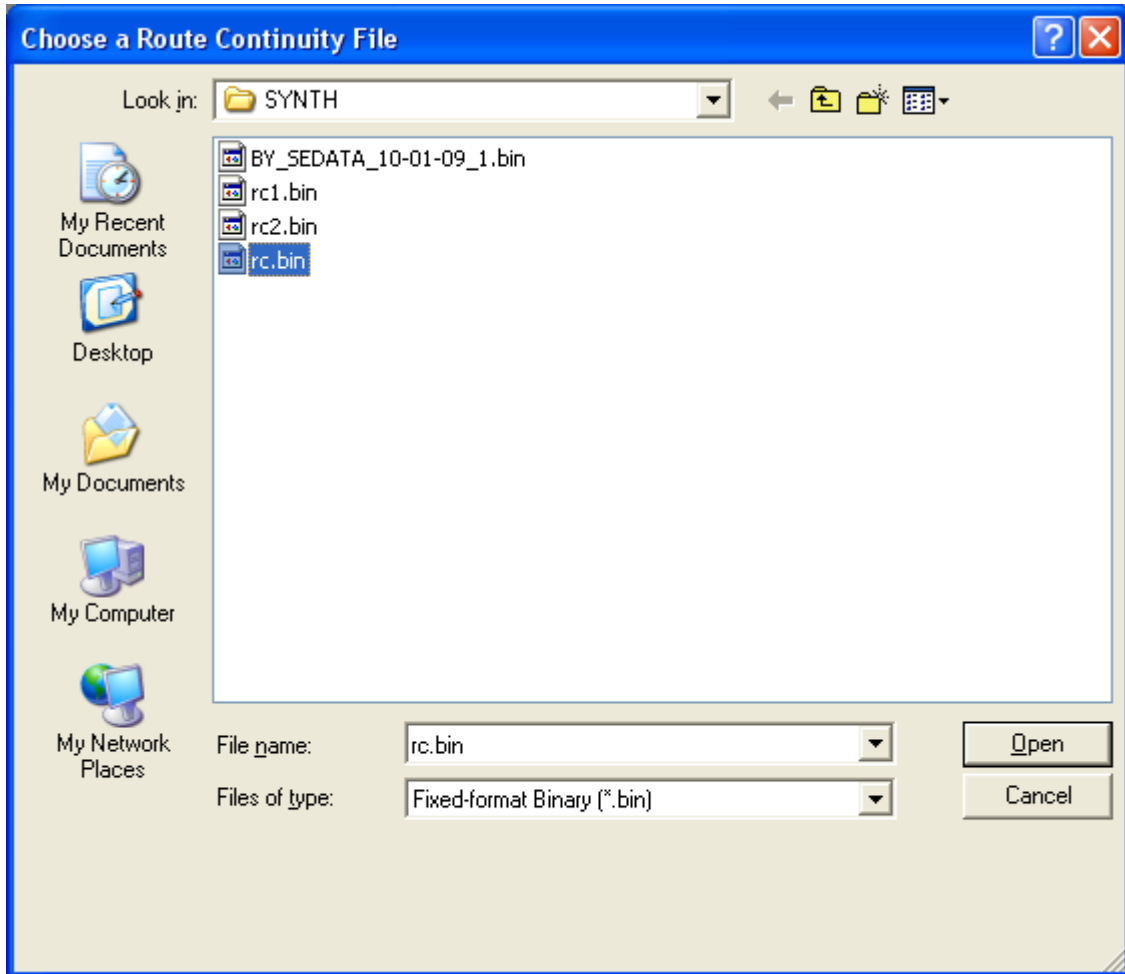 Choose a Route Continuity File
Look in:
SYNTH
BY_SEDATA_10-01-09_1.bin
rc1.bin
rc2.bin
rc.bin
My Recent
Documents
Desktop
My Documents
My Computer
My Network
Places
File name:
rc.bin
Open
Files of type:
Fixed-format Binary (*.bin)
Cancel